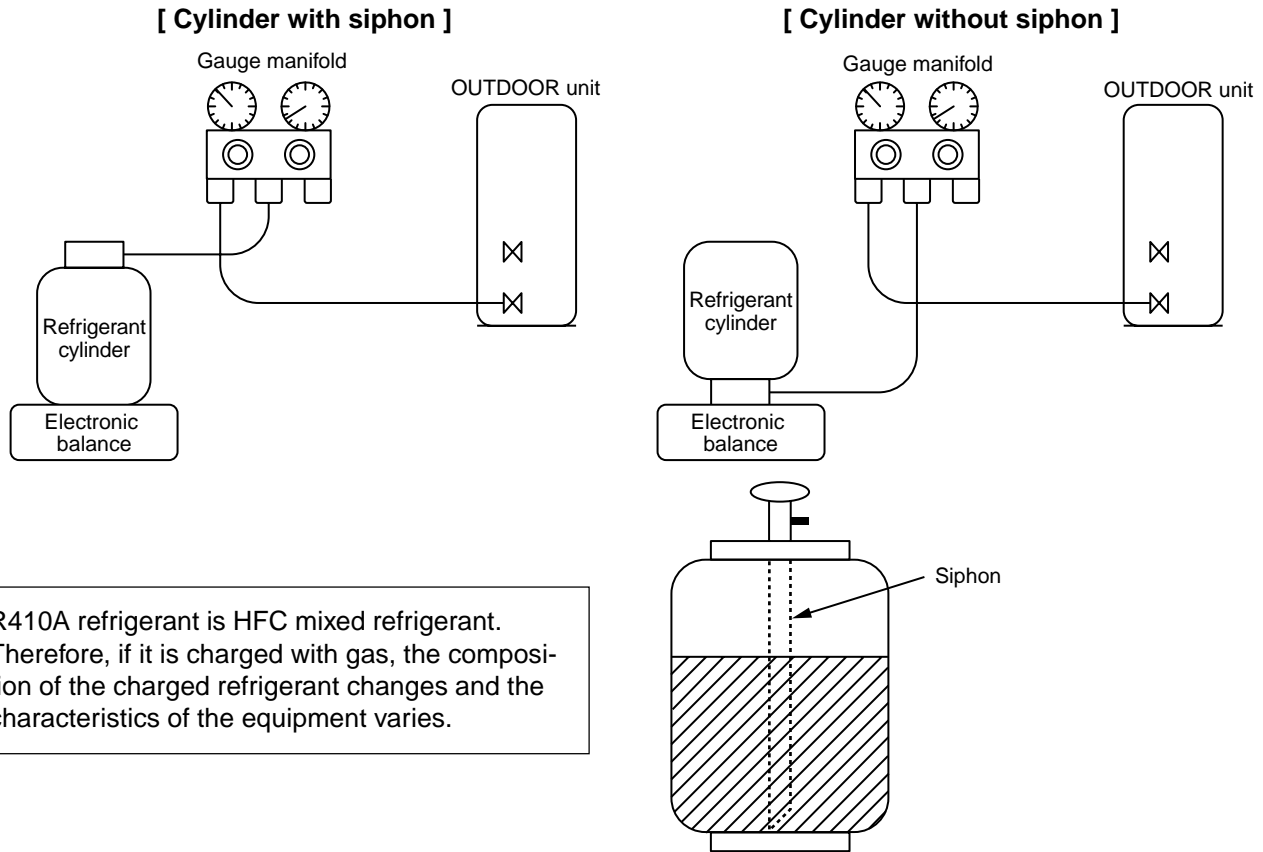 [ Cylinder with siphon ]
Gauge manifold
OUTDOOR unit
Refrigerant
cylinder
Electronic
balance
[ Cylinder without siphon ]
Gauge manifold
OUTDOOR unit
Refrigerant
cylinder
Electronic
balance
R410A refrigerant is HFC mixed refrigerant.
Therefore, if it is charged with gas, the composi-
tion of the charged refrigerant changes and the
characteristics of the equipment varies.
Siphon